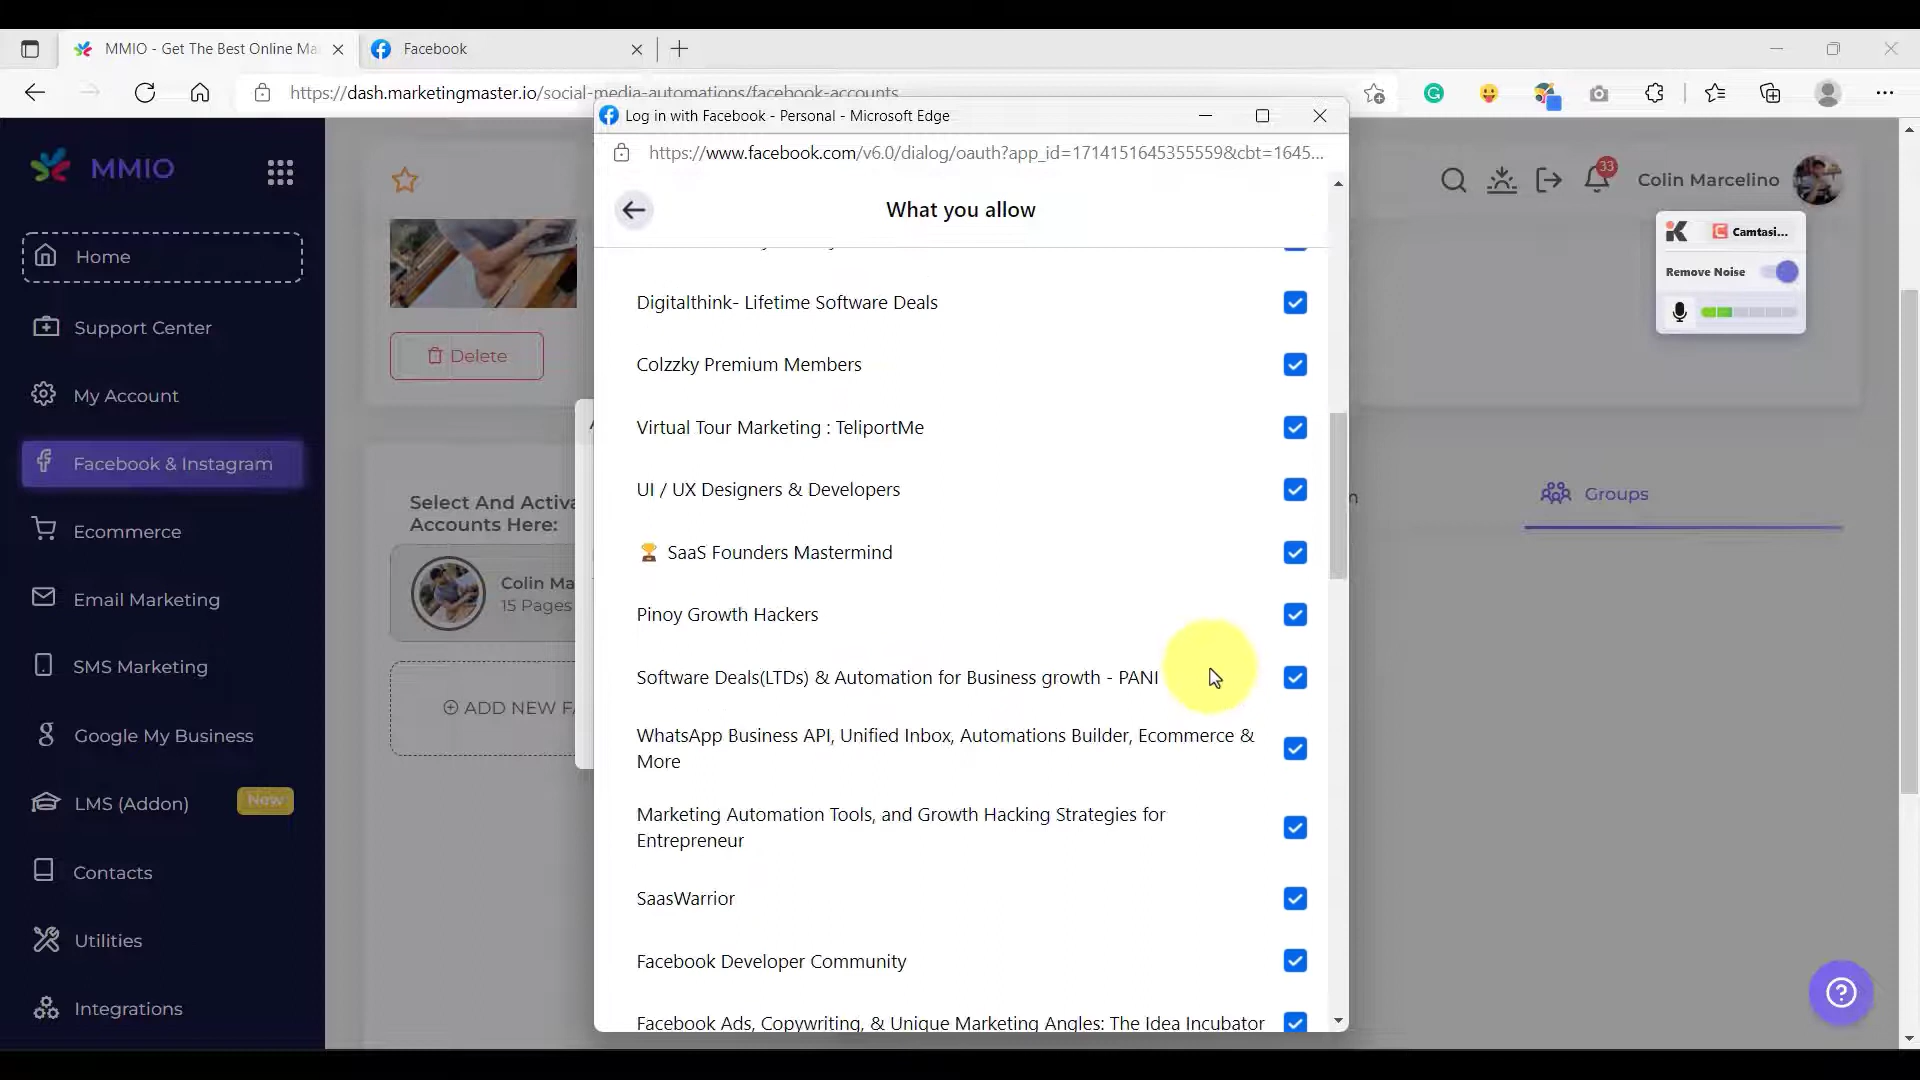 MMIO - Get The Best Online Ma
Facebook
https://dash.marketingmaster.io/social-media-automations/facebook-accounts
Log in with Facebook - Personal - Microsoft Edge
https://www.facebook.com/v6.0/dialog/oauth?app_id=1714151645355559&cbt=1645...
MMIO
Home
Support Center
My Account
Facebook & Instagram
Ecommerce
Email Marketing
SMS Marketing
Google My Business
LMS (Addon)
New
Contacts
Utilities
Integrations
Delete
Select And Activa
Accounts Here:
Colin Ma
15 Pages
ADD NEW FA
What you allow
Digitalthink- Lifetime Software Deals
Colzzky Premium Members
Virtual Tour Marketing : TeliportMe
UI / UX Designers & Developers
🏆 SaaS Founders Mastermind
Pinoy Growth Hackers
Software Deals(LTDs) & Automation for Business growth - PANI
WhatsApp Business API, Unified Inbox, Automations Builder, Ecommerce &
More
Marketing Automation Tools, and Growth Hacking Strategies for
Entrepreneur
SaasWarrior
Facebook Developer Community
Facebook Ads, Copywriting, & Unique Marketing Angles: The Idea Incubator
33
Colin Marcelino
Camtasi...
Remove Noise
Groups